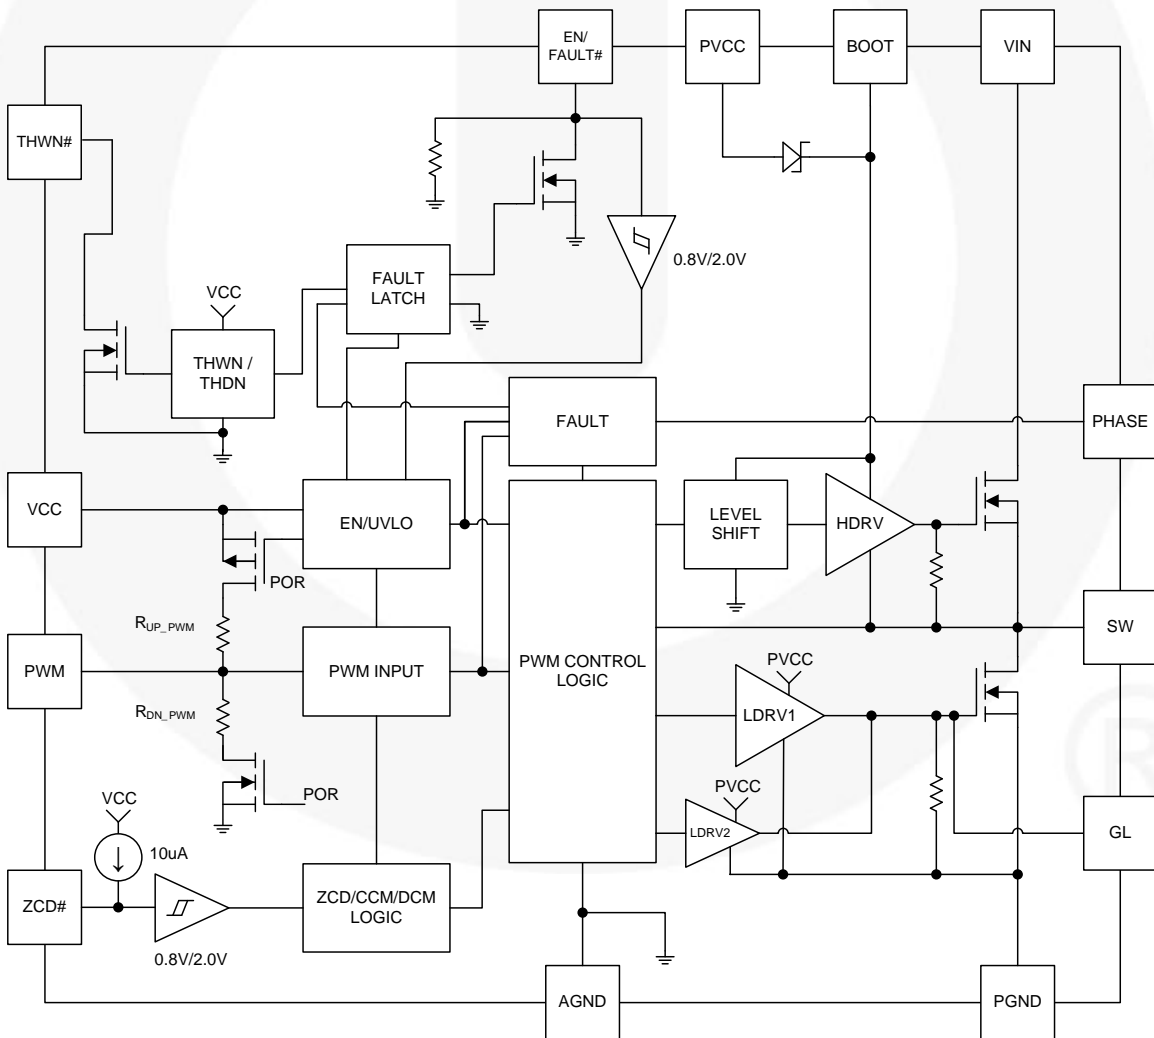 EN/
FAULT#
PVCC
BOOT
VIN
THWN#
0.8V/2.0V
FAULT
LATCH
VCC
THWN /
THDN
FAULT
PHASE
VCC
EN/UVLO
LEVEL
SHIFT
HDRV
POR
RUP_PWM
SW
PWM
PWM INPUT
PWM CONTROL
LOGIC
PVCC
RDN_PWM
LDRV1
POR
VCC
PVCC
LDRV2
GL
10uA
ZCD#
ZCD/CCM/DCM
LOGIC
0.8V/2.0V
AGND
PGND
R